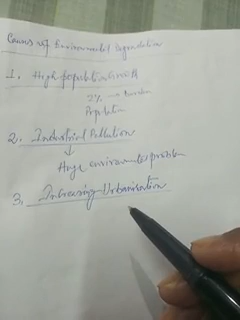 Causes of Environmental Degradation
1. High population Growth
2% → Burden
Population
2. Industrial Pollution
↓
Huge environmental problem
3. Increasing Urbanisation